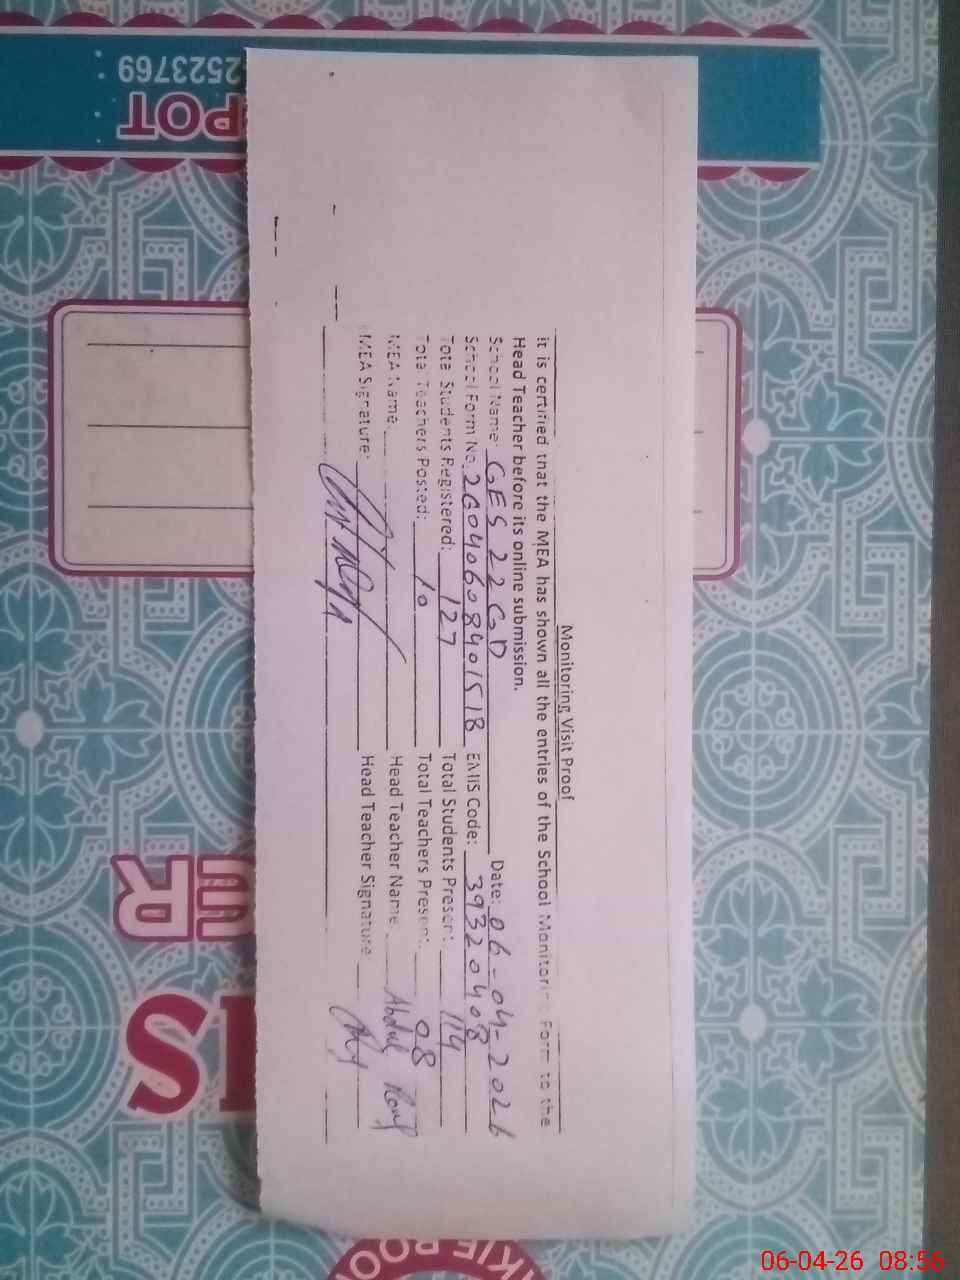 Monitoring Visit Proof
it is certified that the MEA has shown all the entries of the School Monitoring Form to the
Head Teacher before its online submission.
School Name: GES 22 GD Date: 06-04-2026
School Form No. 26040608401518 EMIS Code: 39320408
Total Students Registered: 127 Total Students Present: 114
Total Teachers Posted: 10 Total Teachers Present: 08
MEA Name: Head Teacher Name: Abdul Rauf
MEA Signature: Head Teacher Signature
2523769
POT
ER
IS
06-04-26 08:56